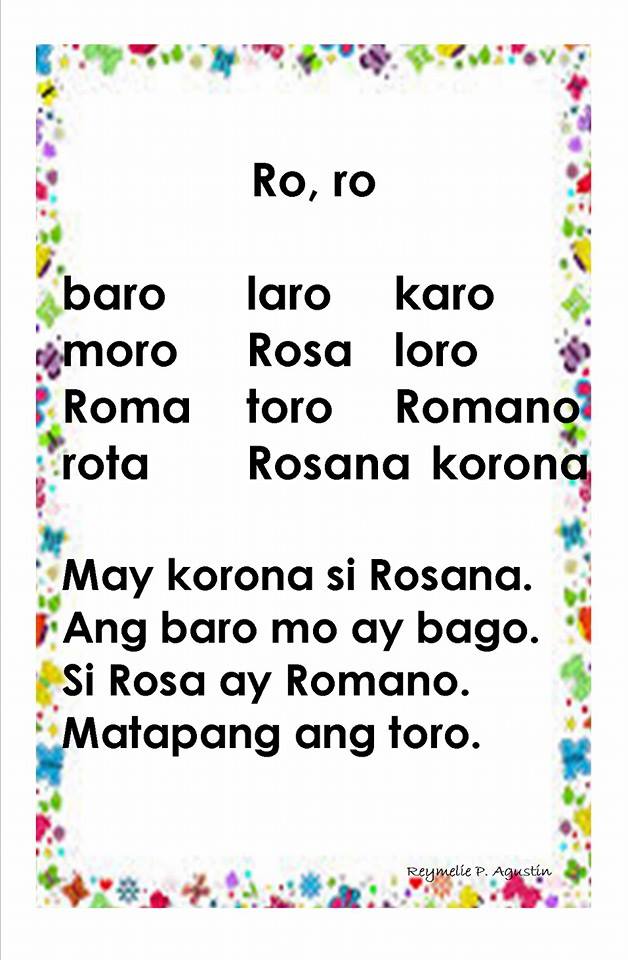 Ro, ro
baro laro karo
moro Rosa loro
Roma toro Romano
rota Rosana korona
May korona si Rosana.
Ang baro mo ay bago.
Si Rosa ay Romano.
Matapang ang toro.
Reymelie P. Agustin